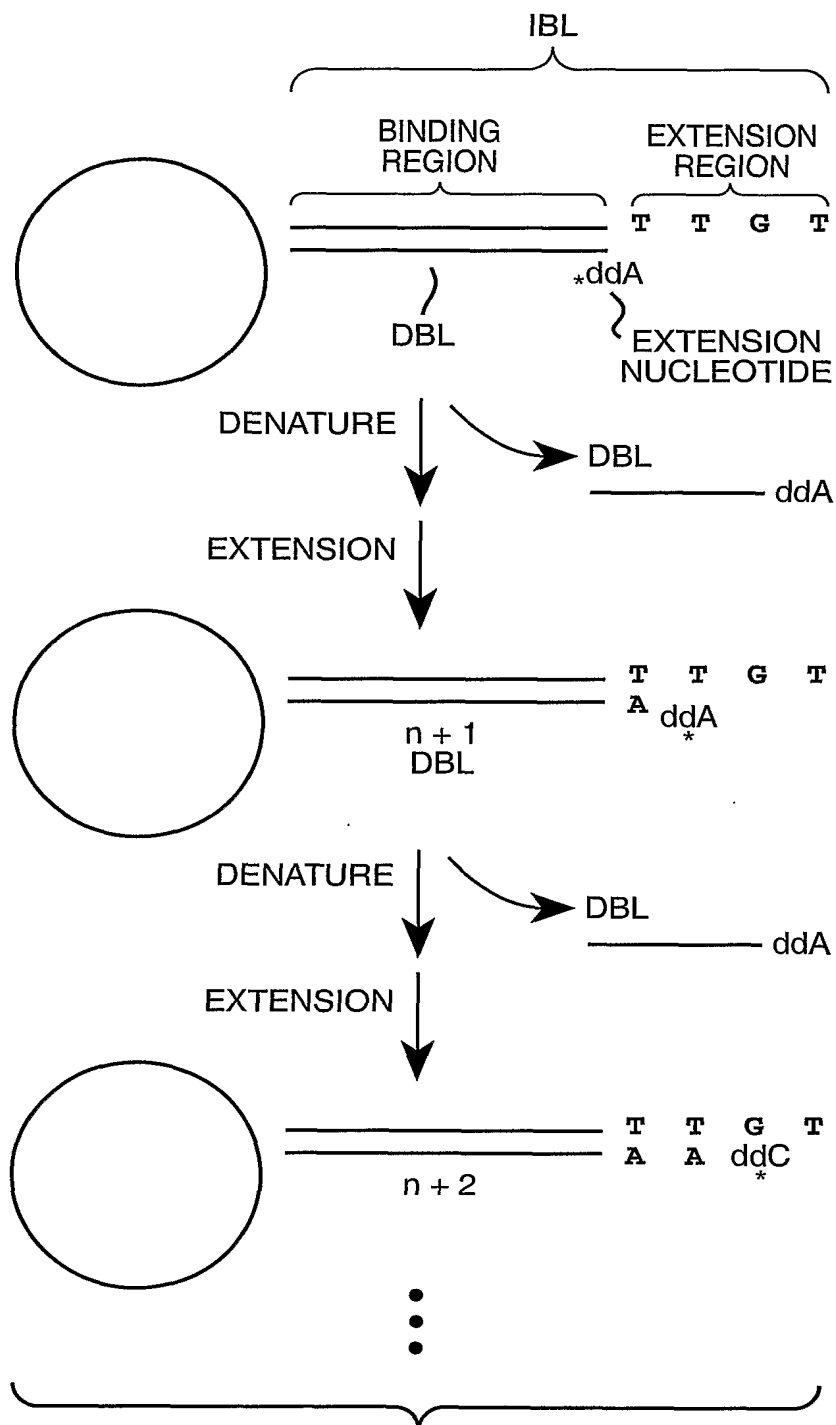 IBL
BINDING
REGION
EXTENSION
REGION
T T G T
*ddA
DBL
EXTENSION
NUCLEOTIDE
DENATURE
DBL
ddA
EXTENSION
T T G T
A ddA
*
n + 1
DBL
DENATURE
DBL
ddA
EXTENSION
T T G T
A A ddC
*
n + 2